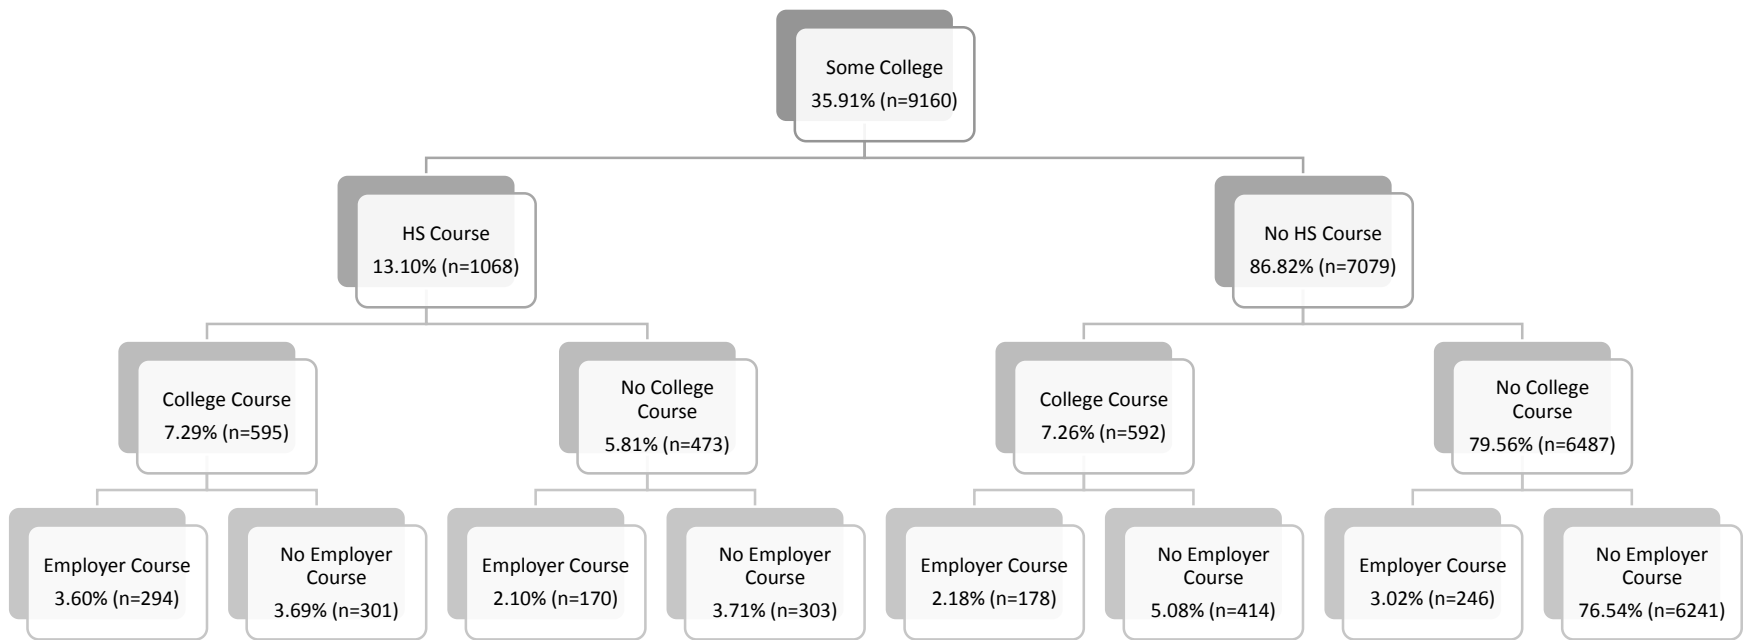 Some College
35.91% (n=9160)
HS Course
13.10% (n=1068)
No HS Course
86.82% (n=7079)
College Course
7.29% (n=595)
No College
Course
5.81% (n=473)
College Course
7.26% (n=592)
No College
Course
79.56% (n=6487)
Employer Course
3.60% (n=294)
No Employer
Course
3.69% (n=301)
Employer Course
2.10% (n=170)
No Employer
Course
3.71% (n=303)
Employer Course
2.18% (n=178)
No Employer
Course
5.08% (n=414)
Employer Course
3.02% (n=246)
No Employer
Course
76.54% (n=6241)